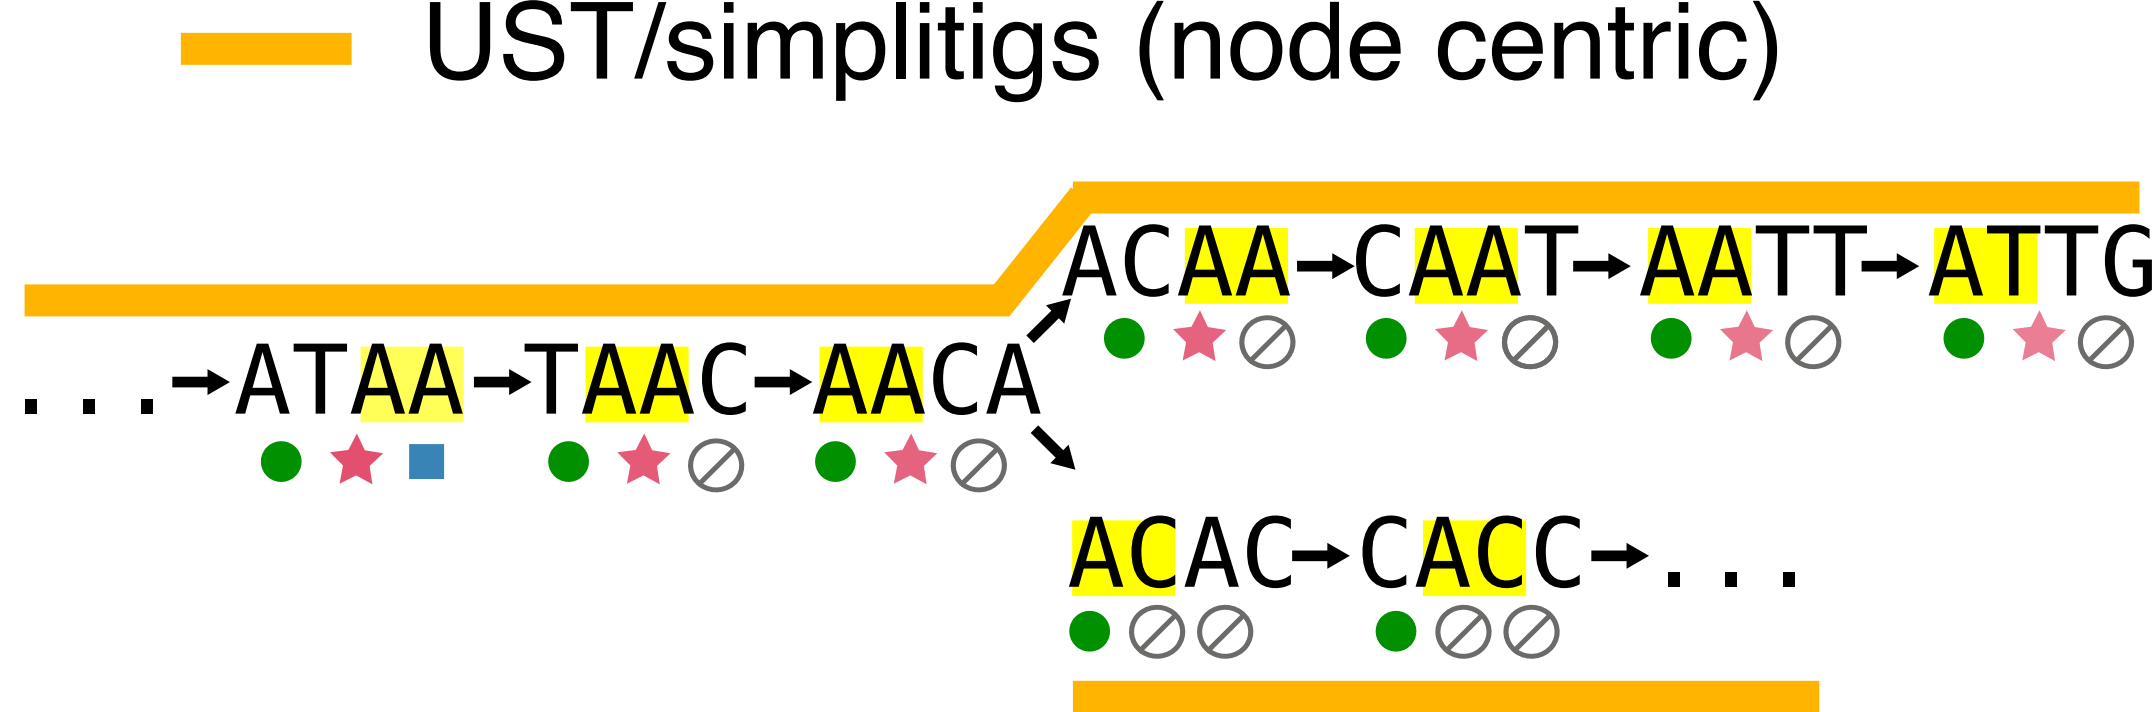 UST/simplitigs (node centric)
ACAA CAAT AATT ATTG
... ATAA TAAC AACA
ACAC CACC ...